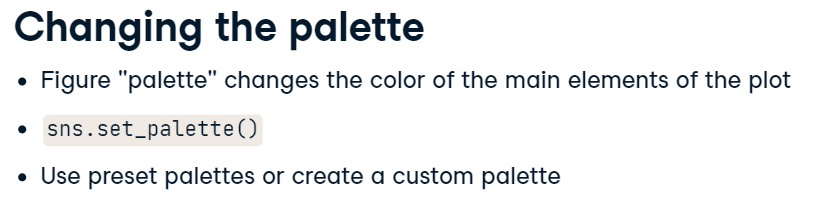 Changing the palette
• Figure "palette" changes the color of the main elements of the plot
• sns.set_palette()
• Use preset palettes or create a custom palette